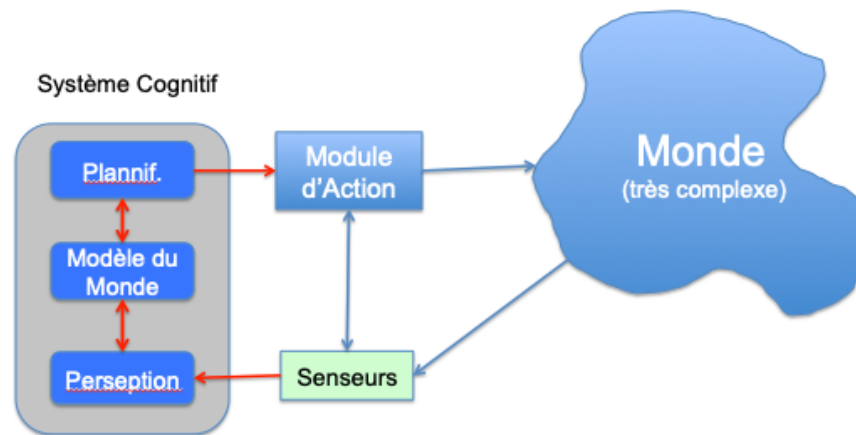 Système Cognitif
Plannif.
Modèle du
Monde
Perseption
Module
d'Action
Senseurs
Monde
(très complexe)